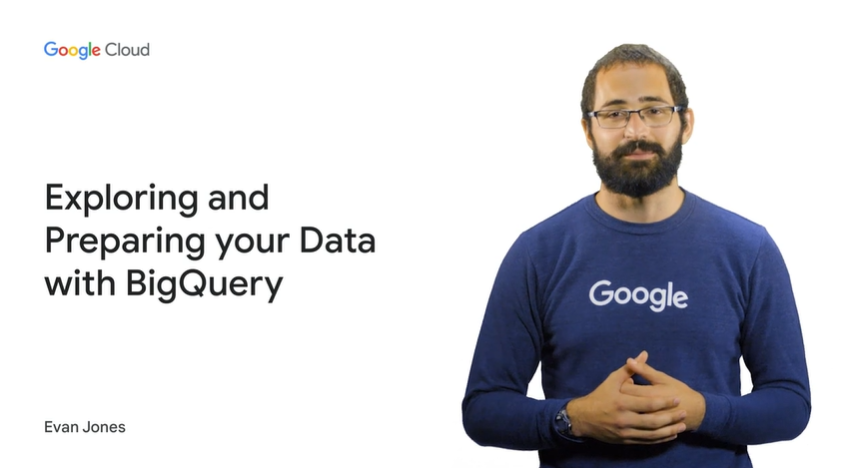 Google Cloud
Exploring and
Preparing your Data
with BigQuery
Google
Evan Jones